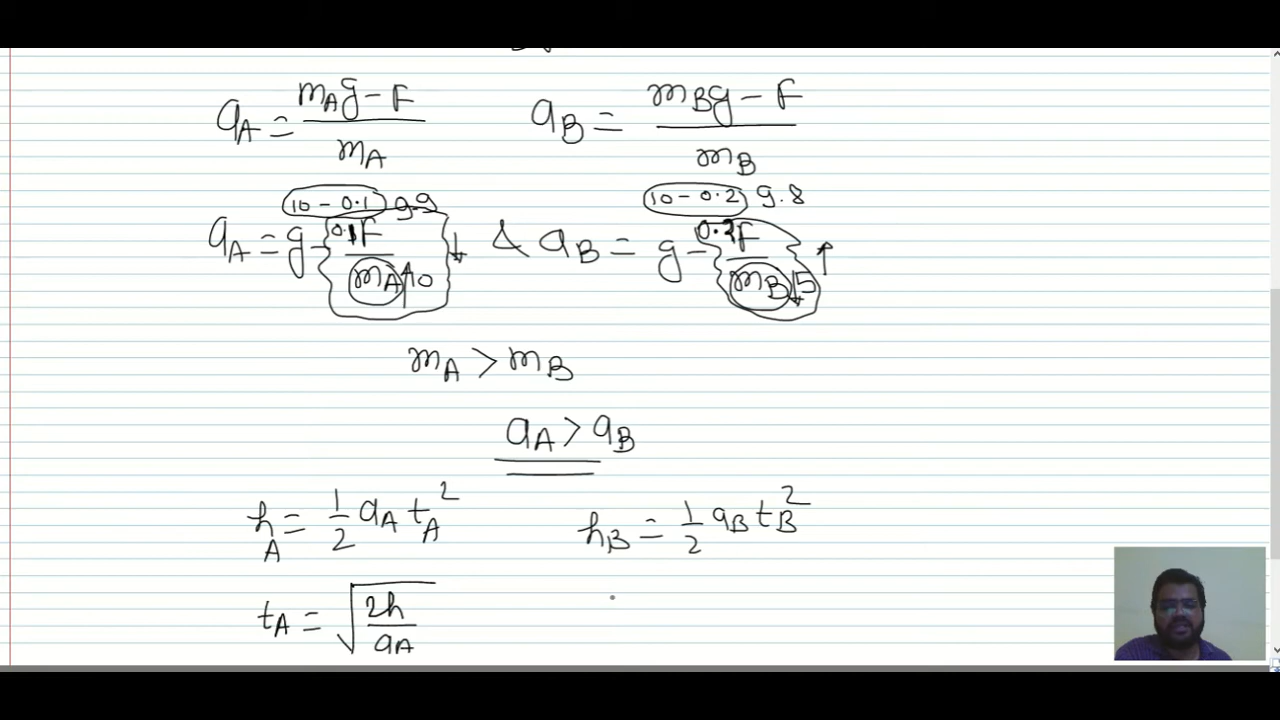 a_A = (m_A g - F) / m_A    a_B = (m_B g - F) / m_B
10 - 0.1 9.9    10 - 0.2 9.8
a_A = g - 0.1 F / m_A ↑ 10 ↓ & a_B = g - 0.2 F / m_B ↓ 5 ↑
m_A > m_B
a_A > a_B
h_A = 1/2 a_A t_A^2    h_B = 1/2 a_B t_B^2
t_A = √(2h / a_A)